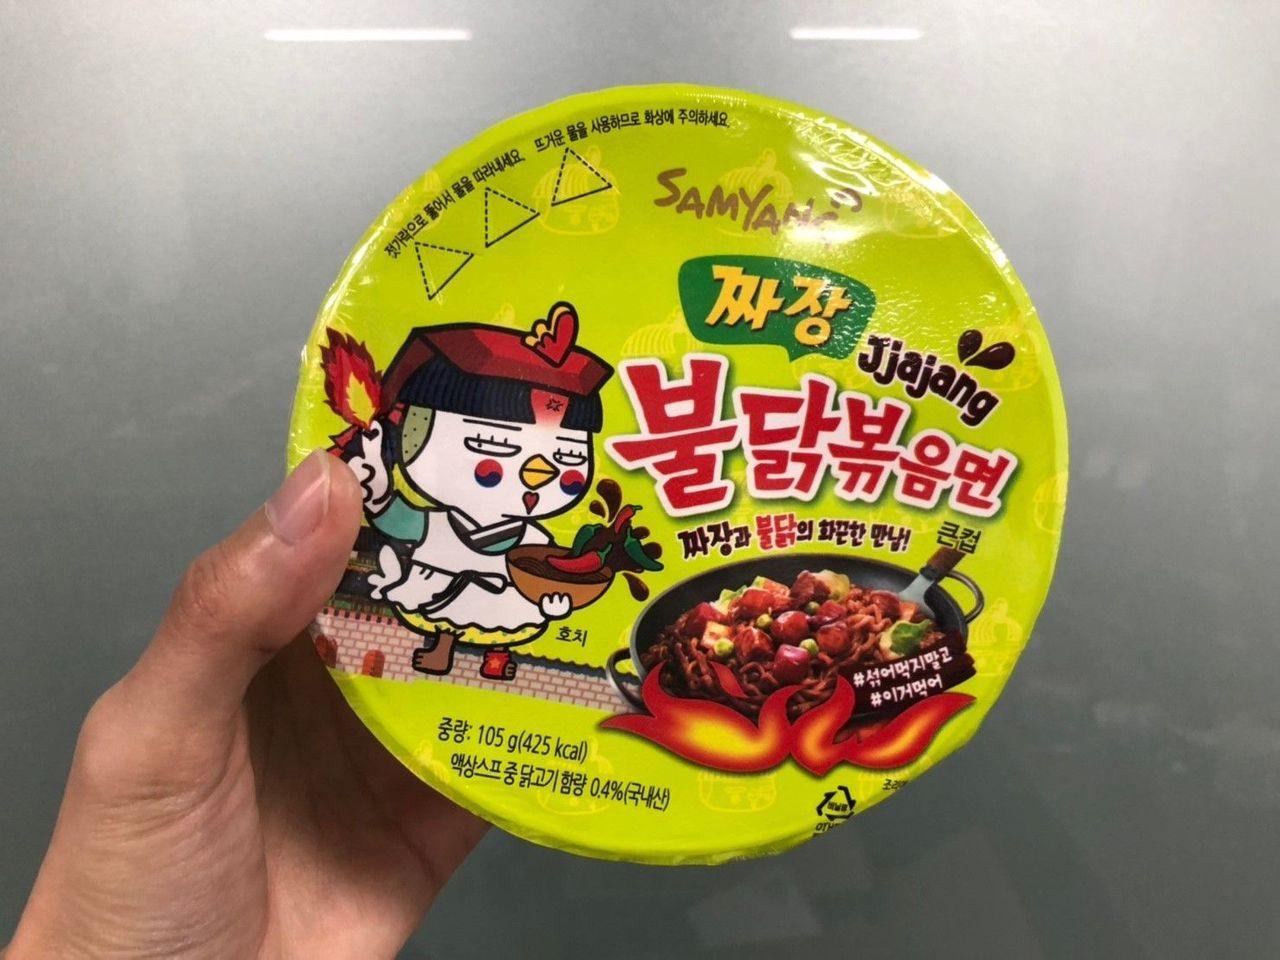 젓가락으로 뚫어서 물을 따라내세요. 뜨거운 물을 사용하므로 화상에 주의하세요.
SAMYANG
짜장
Jjajang
불닭볶음면
짜장과 불닭의 화끈한 만남!
큰컵
호치
#섞어먹지말고
#이거먹어
중량: 105 g(425 kcal)
액상스프 중 닭고기 함량 0.4%(국내산)
비닐류